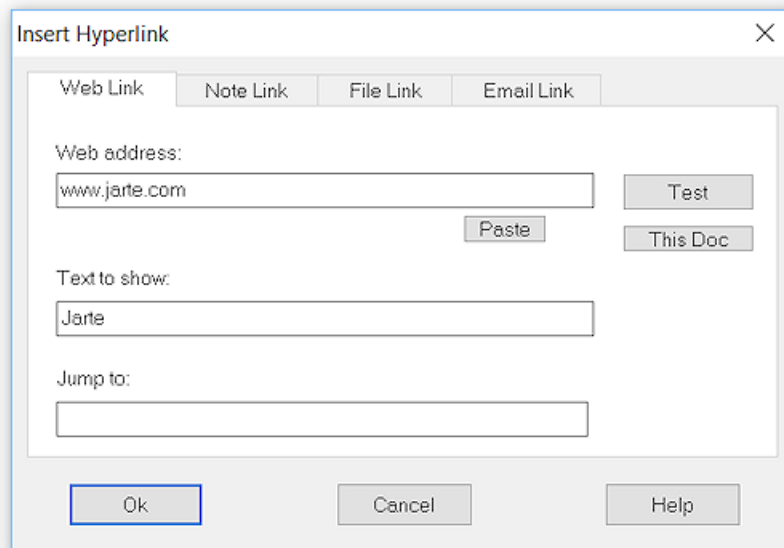 Insert Hyperlink
Web Link Note Link File Link Email Link
Web address:
www.jarte.com Test
Paste This Doc
Text to show:
Jarte
Jump to:
Ok Cancel Help